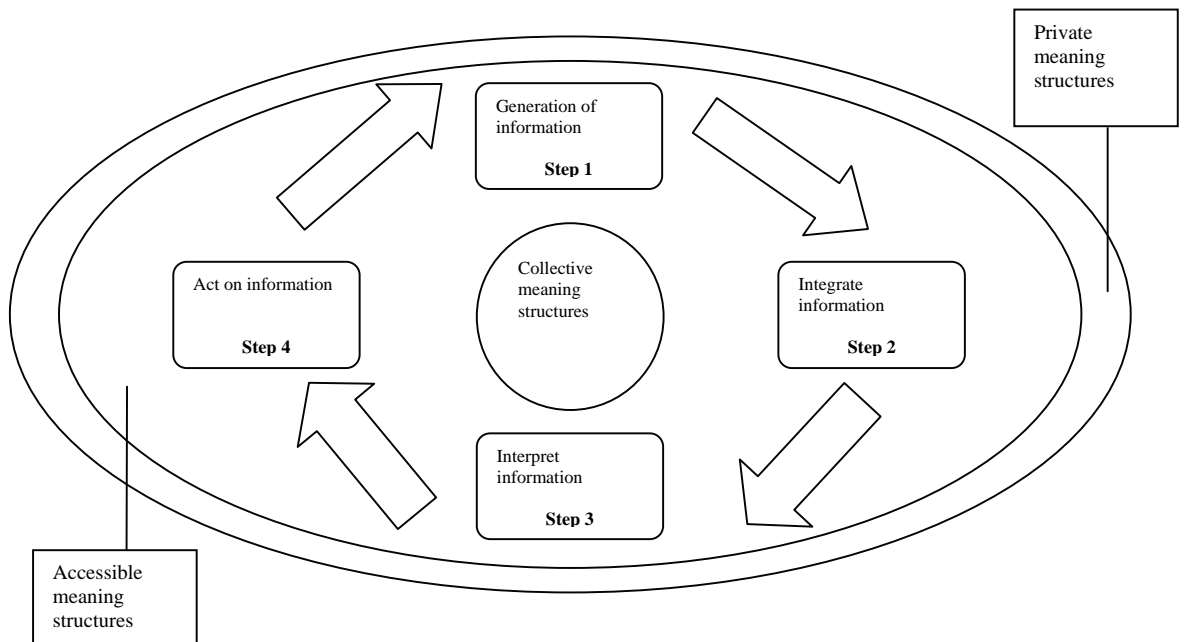 Private
meaning
structures
Generation of
information
Step 1
Act on information
Step 4
Collective
meaning
structures
Integrate
information
Step 2
Interpret
information
Step 3
Accessible
meaning
structures